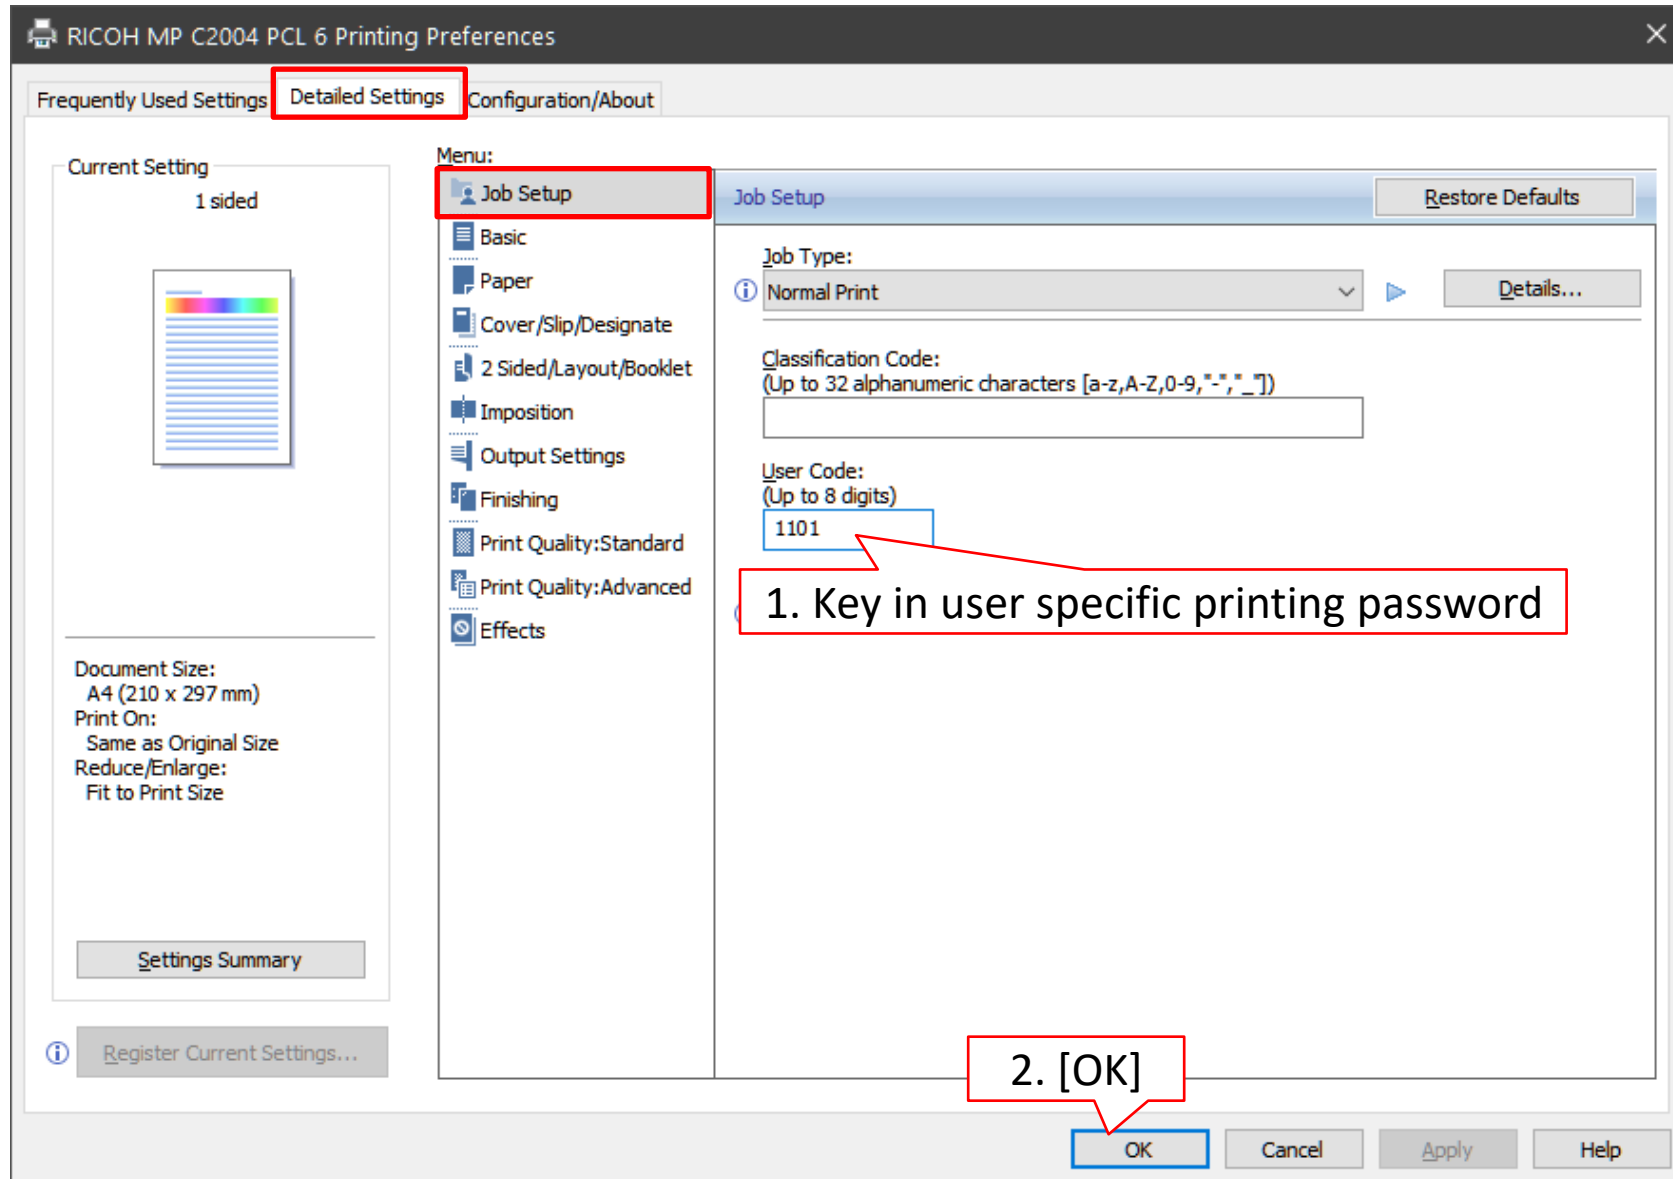 RICOH MP C2004 PCL 6 Printing Preferences
Frequently Used Settings
Detailed Settings
Configuration/About
Current Setting
1 sided
Document Size:
A4 (210 x 297 mm)
Print On:
Same as Original Size
Reduce/Enlarge:
Fit to Print Size
Settings Summary
Register Current Settings...
Menu:
Job Setup
Basic
Paper
Cover/Slip/Designate
2 Sided/Layout/Booklet
Imposition
Output Settings
Finishing
Print Quality:Standard
Print Quality:Advanced
Effects
Job Setup
Restore Defaults
Job Type:
Normal Print
Details...
Classification Code:
(Up to 32 alphanumeric characters [a-z,A-Z,0-9,"-","_"])
User Code:
(Up to 8 digits)
1101
1. Key in user specific printing password
2. [OK]
OK
Cancel
Apply
Help